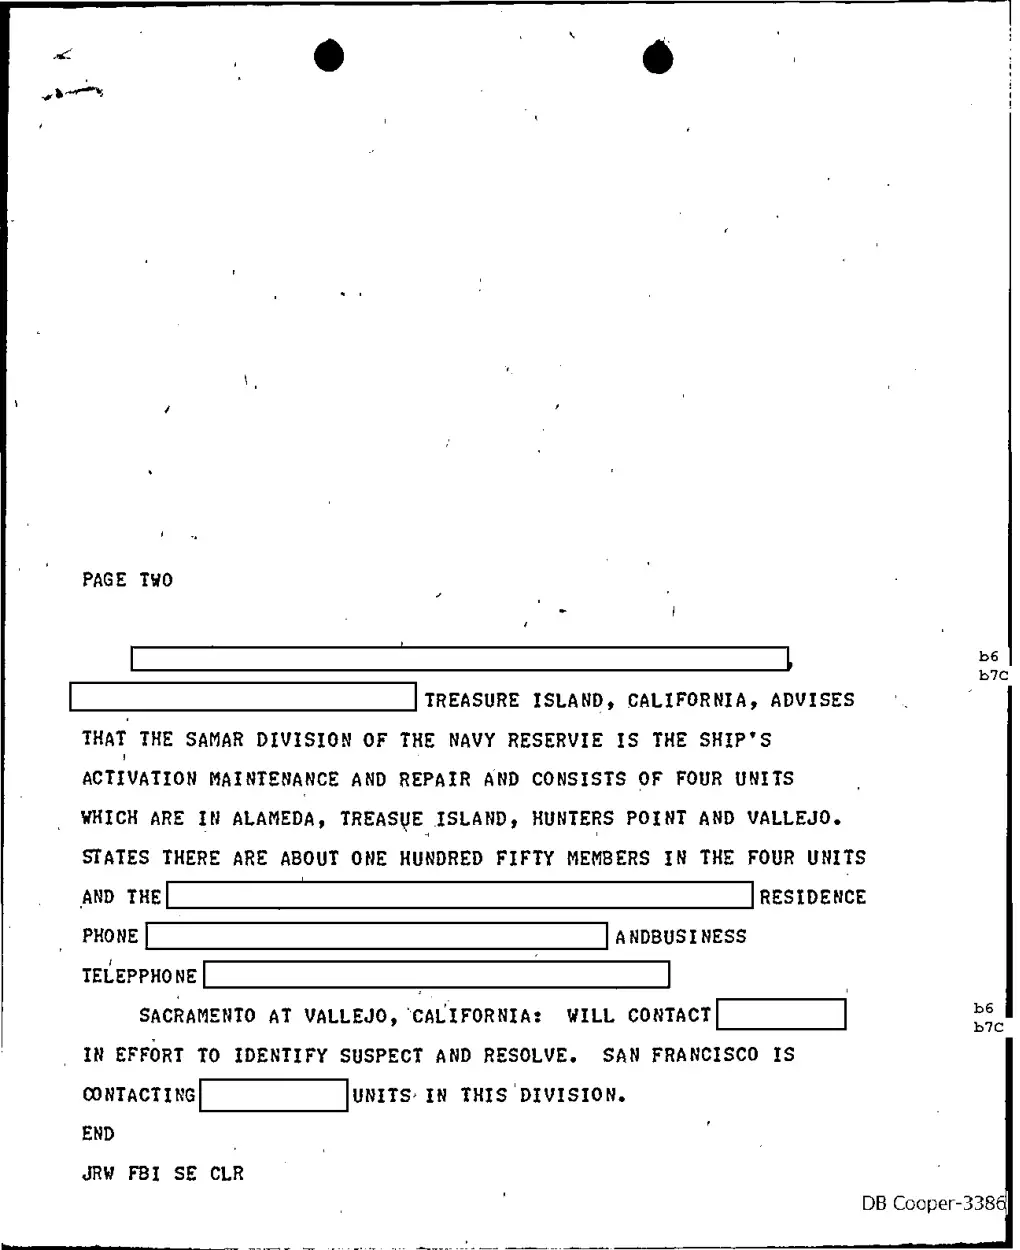 PAGE TWO
b6
b7C
TREASURE ISLAND, CALIFORNIA, ADVISES
THAT THE SAMAR DIVISION OF THE NAVY RESERVIE IS THE SHIP'S
ACTIVATION MAINTENANCE AND REPAIR AND CONSISTS OF FOUR UNITS
WHICH ARE IN ALAMEDA, TREASUE ISLAND, HUNTERS POINT AND VALLEJO.
STATES THERE ARE ABOUT ONE HUNDRED FIFTY MEMBERS IN THE FOUR UNITS
AND THE RESIDENCE
PHONE ANDBUSINESS
TELEPPHONE
SACRAMENTO AT VALLEJO, CALIFORNIA: WILL CONTACT
b6
b7C
IN EFFORT TO IDENTIFY SUSPECT AND RESOLVE. SAN FRANCISCO IS
CONTACTING UNITS IN THIS DIVISION.
END
JRW FBI SE CLR
DB Cooper-3386